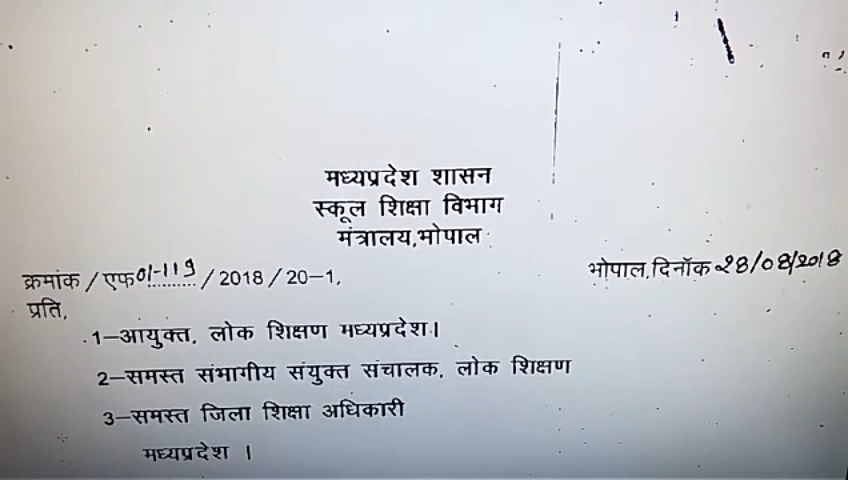 मध्यप्रदेश शासन
स्कूल शिक्षा विभाग
मंत्रालय,भोपाल
क्रमांक / एफ01-119/2018/20-1, भोपाल,दिनॉक 28/08/2018
प्रति,
1-आयुक्त, लोक शिक्षण मध्यप्रदेश।
2-समस्त संभागीय संयुक्त संचालक, लोक शिक्षण
3-समस्त जिला शिक्षा अधिकारी
मध्यप्रदेश ।